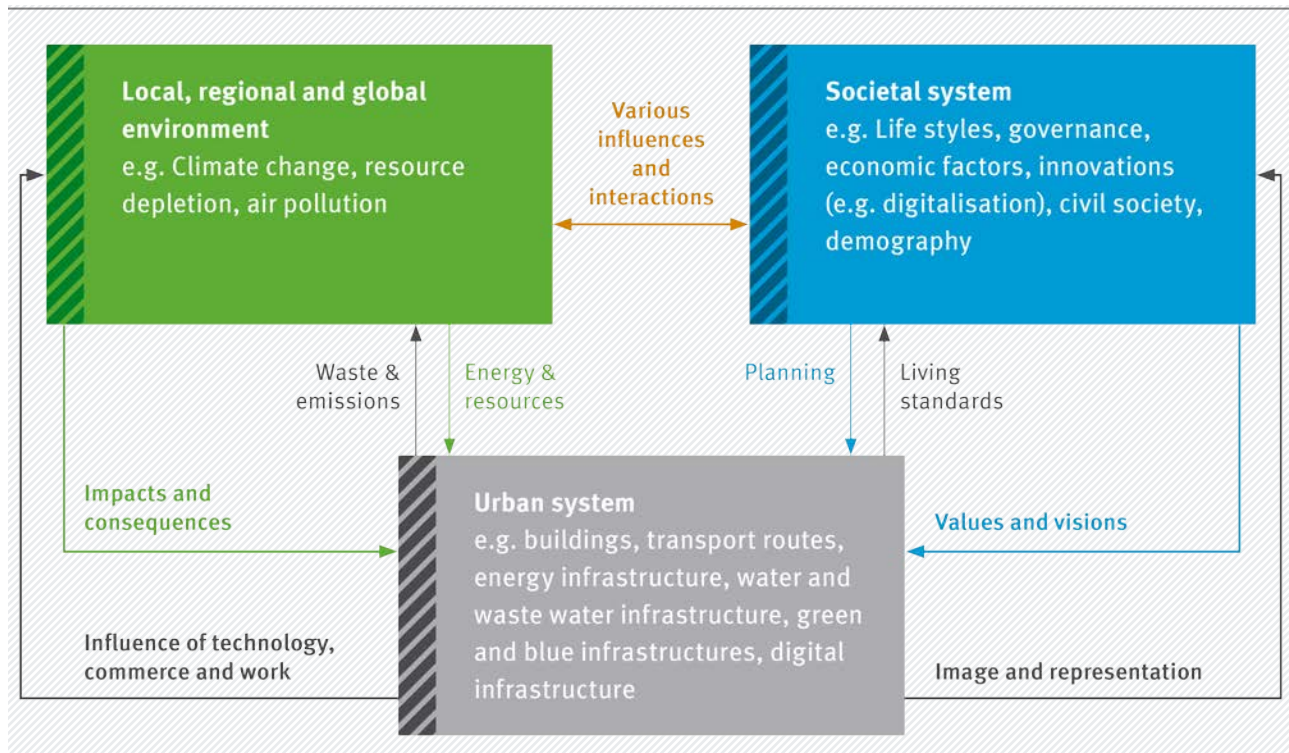 Local, regional and global
environment
e.g. Climate change, resource
depletion, air pollution
Various
influences
and
interactions
Societal system
e.g. Life styles, governance,
economic factors, innovations
(e.g. digitalisation), civil society,
demography
Waste &
emissions
Energy &
resources
Planning
Living
standards
Impacts and
consequences
Urban system
e.g. buildings, transport routes,
energy infrastructure, water and
waste water infrastructure, green
and blue infrastructures, digital
infrastructure
Values and visions
Influence of technology,
commerce and work
Image and representation